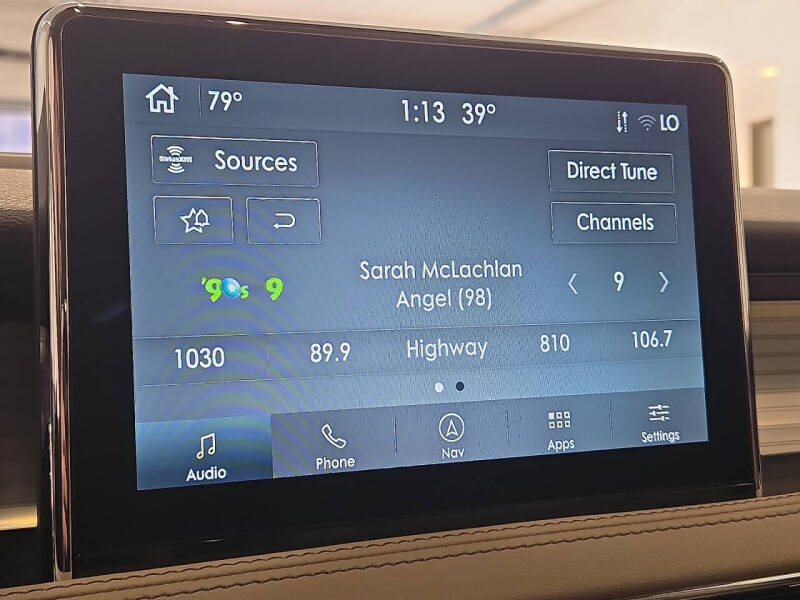 79° 1:13 39° LO
SiriusXM Sources
Direct Tune
Channels
'90s 9
Sarah McLachlan
Angel (98)
9
1030 89.9 Highway 810 106.7
Audio Phone Nav Apps Settings